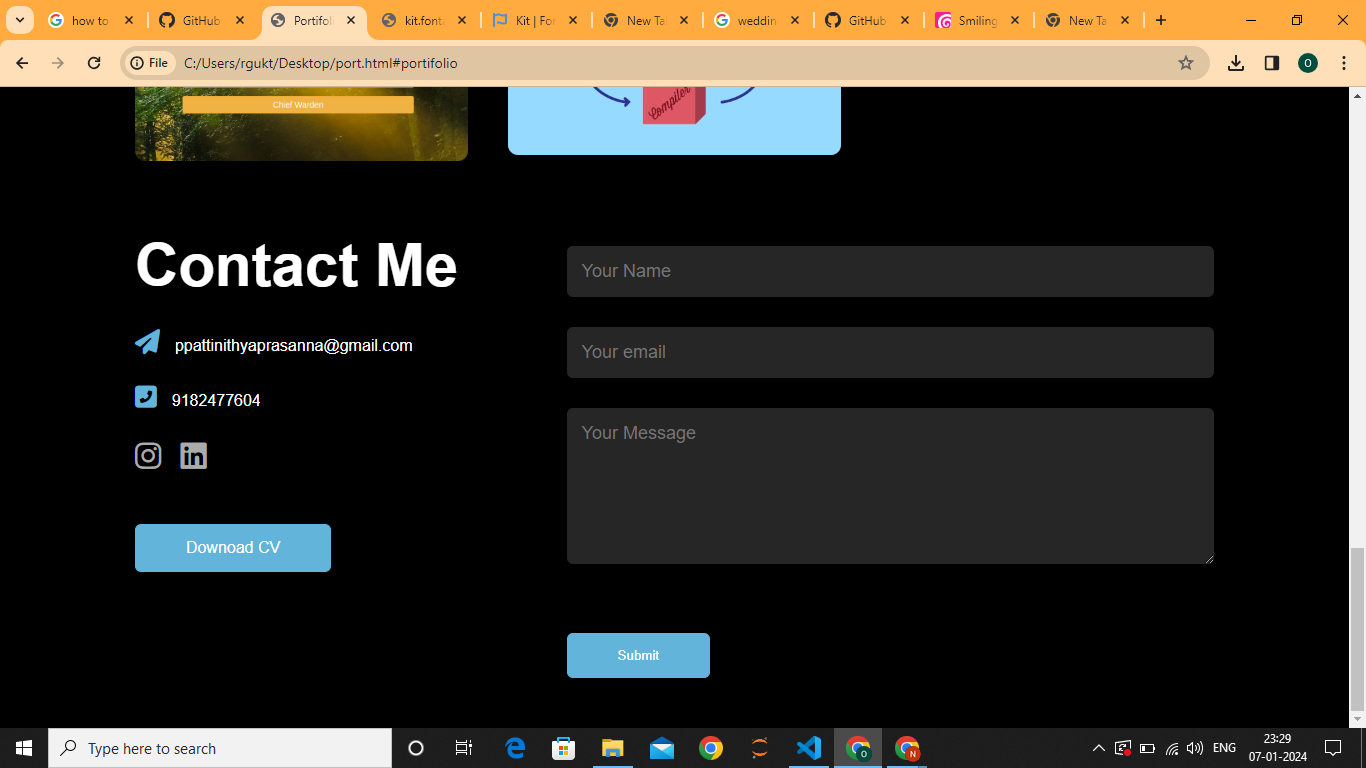 how to
GitHub
Portfoli
kit.fonta
Kit | For
New Ta
weddin
GitHub
Smiling
New Ta
File
C:/Users/rgukt/Desktop/port.html#portifolio
O
Chief Warden
Compiler
Contact Me
ppattinithyaprasanna@gmail.com
9182477604
Downoad CV
Your Name
Your email
Your Message
Submit
Type here to search
ENG
23:29
07-01-2024